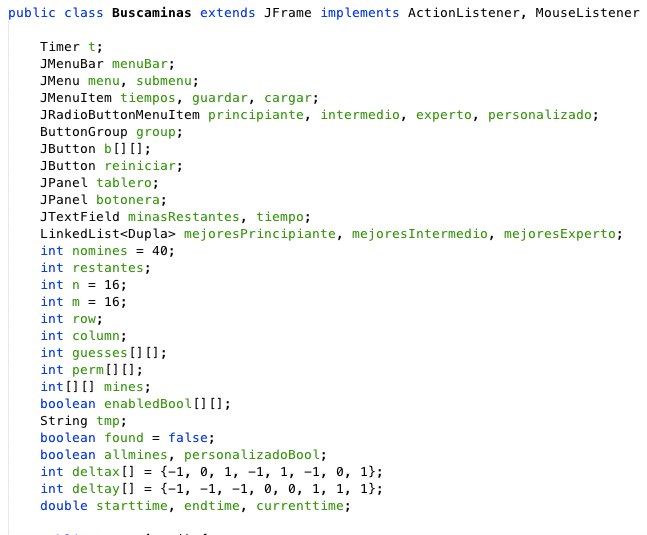 public class Buscaminas extends JFrame implements ActionListener, MouseListener
Timer t;
JMenuBar menuBar;
JMenu menu, submenu;
JMenuItem tiempos, guardar, cargar;
JRadioButtonMenuItem principiante, intermedio, experto, personalizado;
ButtonGroup group;
JButton b[][];
JButton reiniciar;
JPanel tablero;
JPanel botonera;
JTextField minasRestantes, tiempo;
LinkedList<Dupla> mejoresPrincipiante, mejoresIntermedio, mejoresExperto;
int nomines = 40;
int restantes;
int n = 16;
int m = 16;
int row;
int column;
int guesses[][];
int perm[][];
int[][] mines;
boolean enabledBool[][];
String tmp;
boolean found = false;
boolean allmines, personalizadoBool;
int deltax[] = {-1, 0, 1, -1, 1, -1, 0, 1};
int deltay[] = {-1, -1, -1, 0, 0, 1, 1, 1};
double starttime, endtime, currenttime;